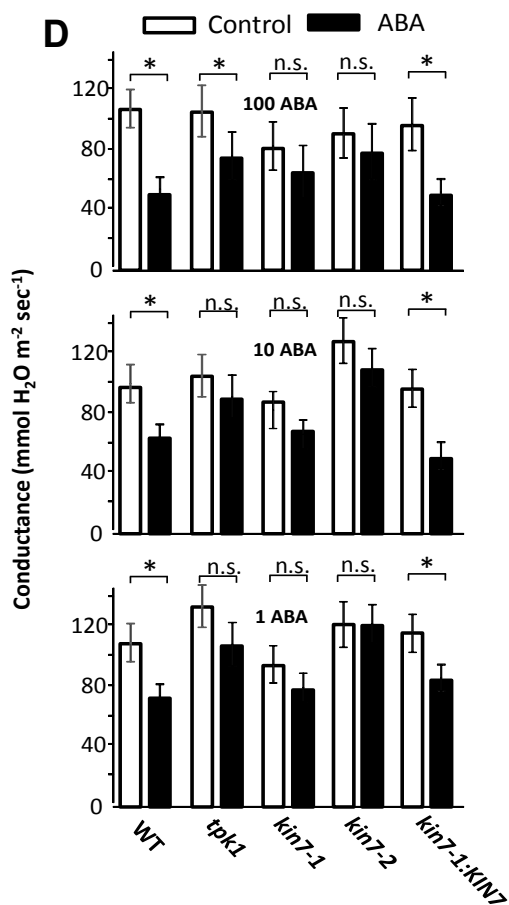 D
Control ABA
* * n.s. n.s. *
100 ABA
120
80
40
0
* n.s. n.s. n.s. *
10 ABA
120
80
40
0
* n.s. n.s. n.s. *
1 ABA
120
80
40
0
Conductance (mmol H₂O m⁻² sec⁻¹)
WT tpk1 kin7-1 kin7-2 kin7-1:KIN7